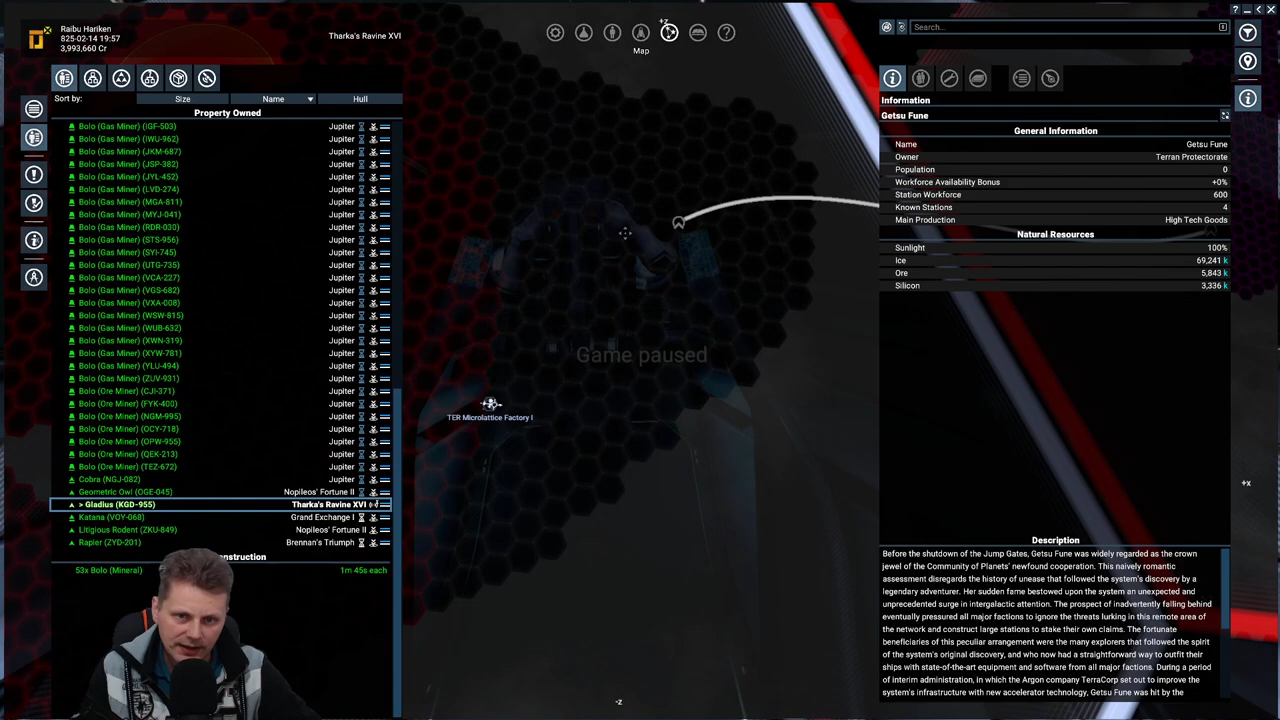 Raibu Hariken
825-02-14 19:57
3,993,660 Cr
Tharka's Ravine XVI
+z
Map
Search...
Sort by:
Size
Name
Hull
Property Owned
Bolo (Gas Miner) (IGF-503) Jupiter
Bolo (Gas Miner) (IWU-962) Jupiter
Bolo (Gas Miner) (JKM-687) Jupiter
Bolo (Gas Miner) (JSP-382) Jupiter
Bolo (Gas Miner) (JYL-452) Jupiter
Bolo (Gas Miner) (LVD-274) Jupiter
Bolo (Gas Miner) (MGA-811) Jupiter
Bolo (Gas Miner) (MYJ-041) Jupiter
Bolo (Gas Miner) (RDR-030) Jupiter
Bolo (Gas Miner) (STS-956) Jupiter
Bolo (Gas Miner) (SYI-745) Jupiter
Bolo (Gas Miner) (UTG-735) Jupiter
Bolo (Gas Miner) (VCA-227) Jupiter
Bolo (Gas Miner) (VGS-682) Jupiter
Bolo (Gas Miner) (VXA-008) Jupiter
Bolo (Gas Miner) (WSW-815) Jupiter
Bolo (Gas Miner) (WUB-632) Jupiter
Bolo (Gas Miner) (XWN-319) Jupiter
Bolo (Gas Miner) (XYW-781) Jupiter
Bolo (Gas Miner) (YLU-494) Jupiter
Bolo (Gas Miner) (ZUV-931) Jupiter
Bolo (Ore Miner) (CJI-371) Jupiter
Bolo (Ore Miner) (FYK-400) Jupiter
Bolo (Ore Miner) (NGM-995) Jupiter
Bolo (Ore Miner) (OCY-718) Jupiter
Bolo (Ore Miner) (OPW-955) Jupiter
Bolo (Ore Miner) (QEK-213) Jupiter
Bolo (Ore Miner) (TEZ-672) Jupiter
Cobra (NGJ-082) Jupiter
Geometric Owl (OGE-045) Nopileos' Fortune II
> Gladius (KGD-955) Tharka's Ravine XVI
Katana (VOY-068) Grand Exchange I
Litigious Rodent (ZKU-849) Nopileos' Fortune II
Rapier (ZYD-201) Brennan's Triumph
onstruction
53x Bolo (Mineral) 1m 45s each
Game paused
TER Microlattice Factory I
+x
-z
Information
Getsu Fune
General Information
Name Getsu Fune
Owner Terran Protectorate
Population 0
Workforce Availability Bonus +0%
Station Workforce 600
Known Stations 4
Main Production High Tech Goods
Natural Resources
Sunlight 100%
Ice 69,241 k
Ore 5,843 k
Silicon 3,336 k
Description
Before the shutdown of the Jump Gates, Getsu Fune was widely regarded as the crown
jewel of the Community of Planets' newfound cooperation. This naively romantic
assessment disregards the history of unease that followed the system's discovery by a
legendary adventurer. Her sudden fame bestowed upon the system an unexpected and
unprecedented surge in intergalactic attention. The prospect of inadvertently falling behind
eventually pressured all major factions to ignore the threats lurking in this remote area of
the network and construct large stations to stake their own claims. The fortunate
beneficiaries of this peculiar arrangement were the many explorers that followed the spirit
of the system's original discovery, and who now had a straightforward way to outfit their
ships with state-of-the-art equipment and software from all major factions. During a period
of interim administration, in which the Argon company TerraCorp set out to improve the
system's infrastructure with new accelerator technology, Getsu Fune was hit by the